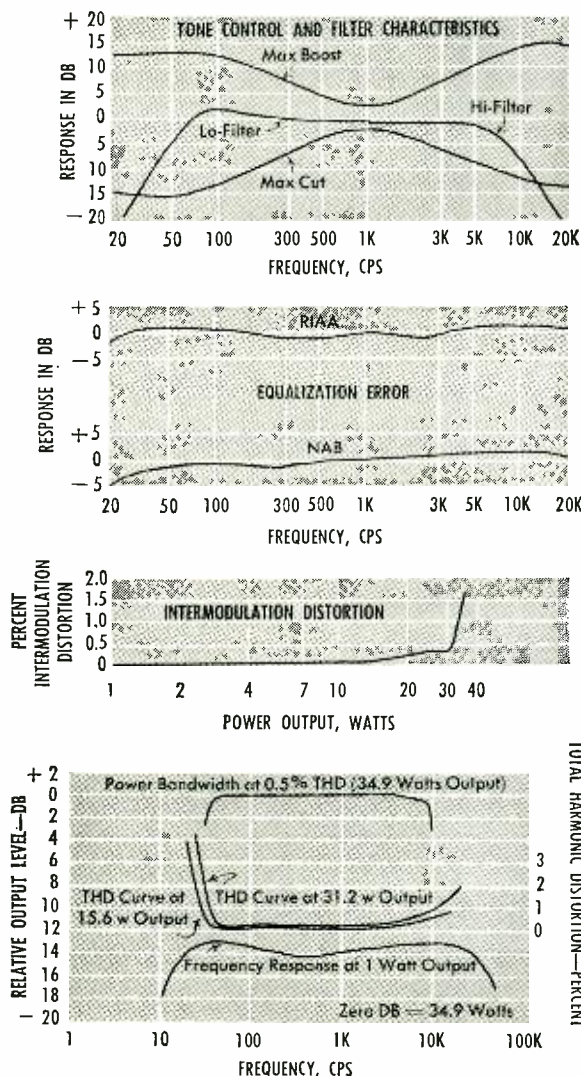 TONE CONTROL AND FILTER CHARACTERISTICS
+ 20
15
10
5
0
5
10
15
— 20
RESPONSE IN DB
Max Boost
Hi-Filter
Lo-Filter
Max Cut
20 50 100 300 500 1K 3K 5K 10K 20K
FREQUENCY, CPS
+ 5
0
—5
RESPONSE IN DB
RIAA
EQUALIZATION ERROR
+5
0
—5
NAB
20 50 100 300 500 1K 3K 5K 10K 20K
FREQUENCY, CPS
PERCENT
INTERMODULATION
DISTORTION
2.0
1.5
1.0
0.5
0
INTERMODULATION DISTORTION
1 2 4 7 10 20 30 40
POWER OUTPUT, WATTS
+ 2
0
2
4
6
8
10
12
14
16
18
— 20
RELATIVE OUTPUT LEVEL—DB
Power Bandwidth at 0.5% THD (34.9 Watts Output)
THD Curve at
15.6 w Output
THD Curve at 31.2 w Output
Frequency Response at 1 Watt Output
Zero DB = 34.9 Watts
3
2
1
0
TOTAL HARMONIC DISTORTION—PERCENT
1 10 100 1K 10K 100K
FREQUENCY, CPS